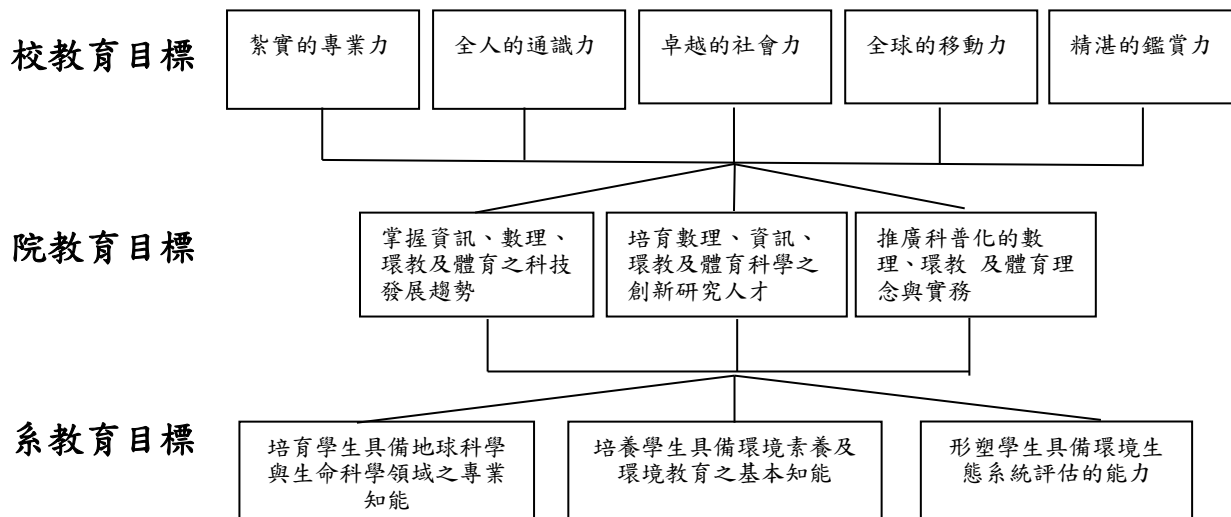 校教育目標
紮實的專業力
全人的通識力
卓越的社會力
全球的移動力
精湛的鑑賞力
院教育目標
掌握資訊、數理、
環教及體育之科技
發展趨勢
培育數理、資訊、
環教及體育科學之
創新研究人才
推廣科普化的數
理、環教 及體育理
念與實務
系教育目標
培育學生具備地球科學
與生命科學領域之專業
知能
培養學生具備環境素養及
環境教育之基本知能
形塑學生具備環境生
態系統評估的能力